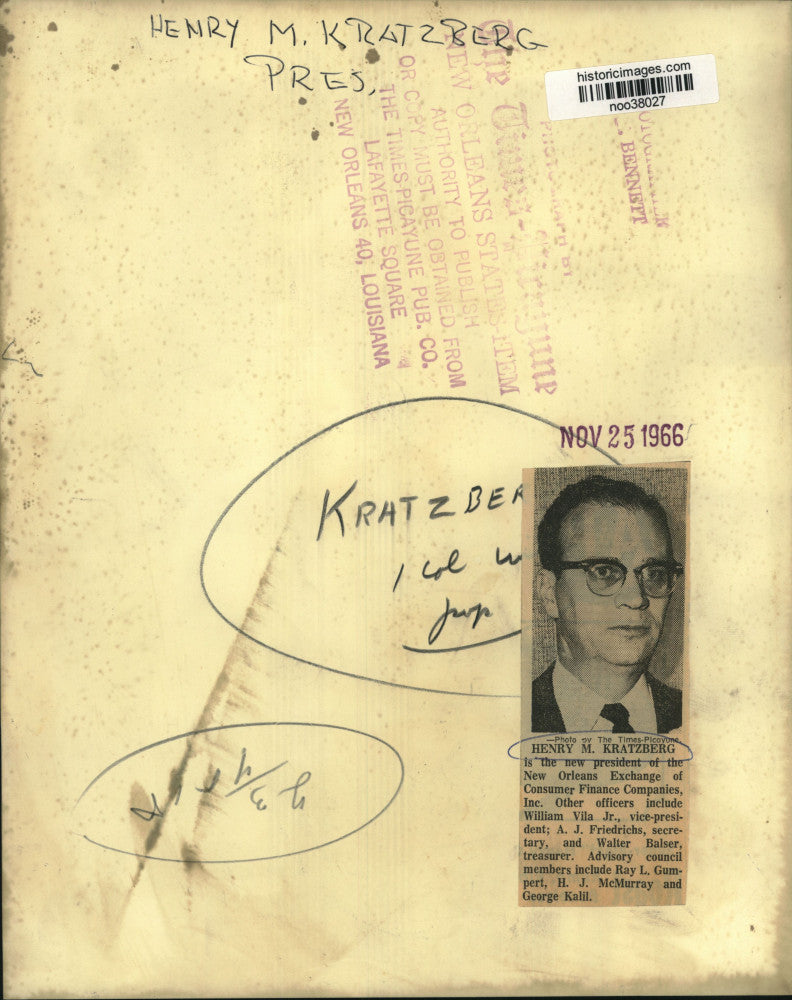 HENRY M. KRATZBERG
PRES.
historicimages.com
noo38027
BENNETT
The Times-Picayune
NEW ORLEANS STATES-ITEM
AUTHORITY TO PUBLISH
OR COPY MUST BE OBTAINED FROM
THE TIMES-PICAYUNE PUB. CO.
LAFAYETTE SQUARE
NEW ORLEANS 40, LOUISIANA
NOV 25 1966
KRATZBER
1 col
pop
—Photo by The Times-Picayune.
HENRY M. KRATZBERG
is the new president of the
New Orleans Exchange of
Consumer Finance Companies,
Inc. Other officers include
William Vila Jr., vice-presi-
dent; A. J. Friedrichs, secre-
tary, and Walter Balser,
treasurer. Advisory council
members include Ray L. Gum-
pert, H. J. McMurray and
George Kalil.